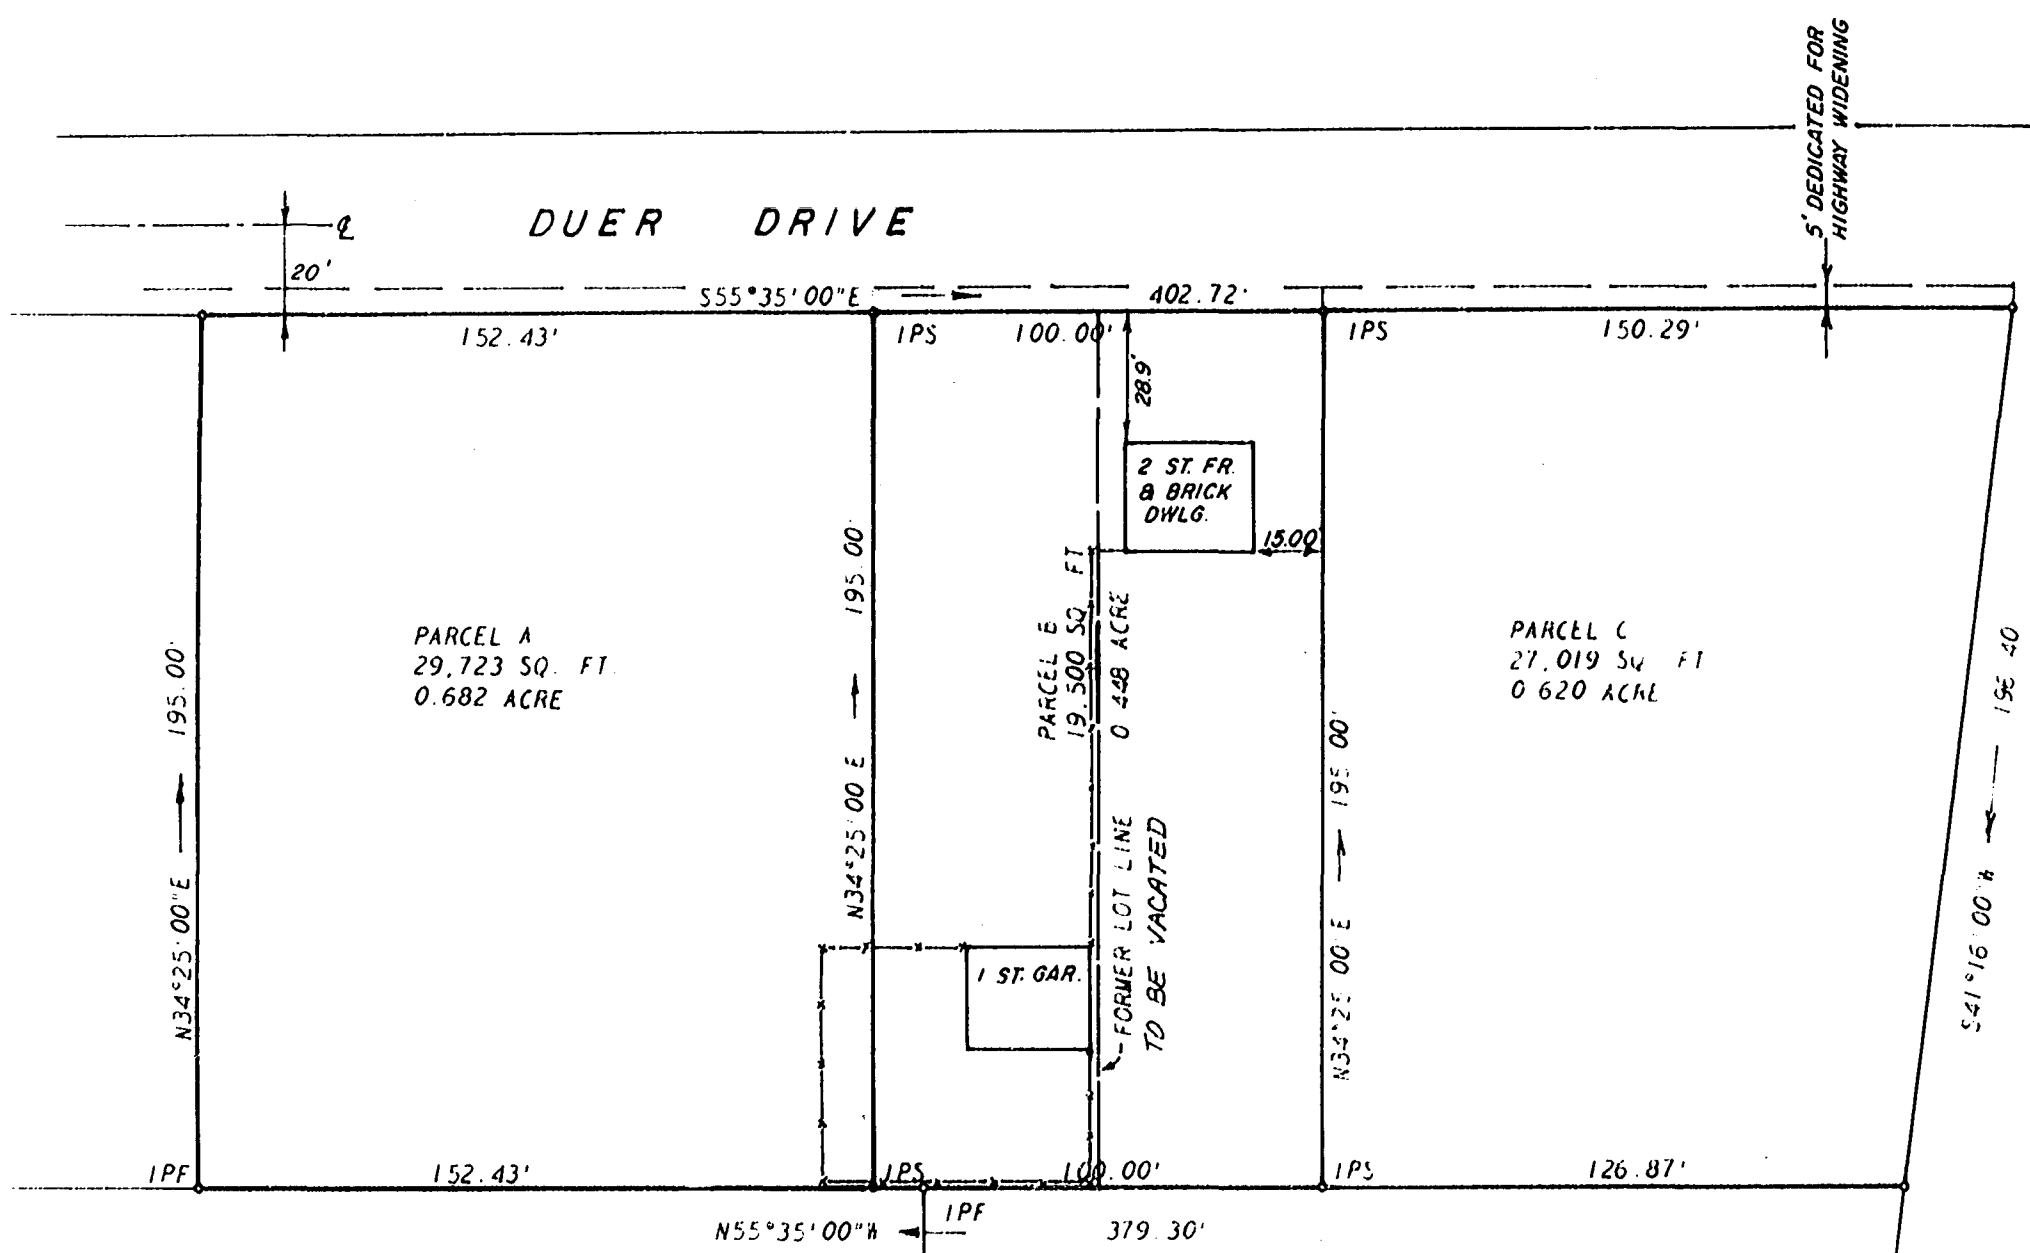 5' DEDICATED FOR
HIGHWAY WIDENING
DUER DRIVE
20'
S55°35'00"E
402.72'
152.43'
IPS
100.00'
IPS
150.29'
28.9'
2 ST. FR.
& BRICK
DWLG.
15.00'
PARCEL A
29,723 SQ. FT.
0.682 ACRE
PARCEL B
19,500 SQ FT
0.448 ACRE
PARCEL C
27,019 SQ FT
0.620 ACRE
N34°25'00"E 195.00'
N34°25'00"E 195.00'
N34°25'00"E 195.00'
S41°16'00"W
FORMER LOT LINE
TO BE VACATED
1 ST. GAR.
IPF
152.43'
IPS
100.00'
IPS
126.87'
IPF
N55°35'00"W
379.30'